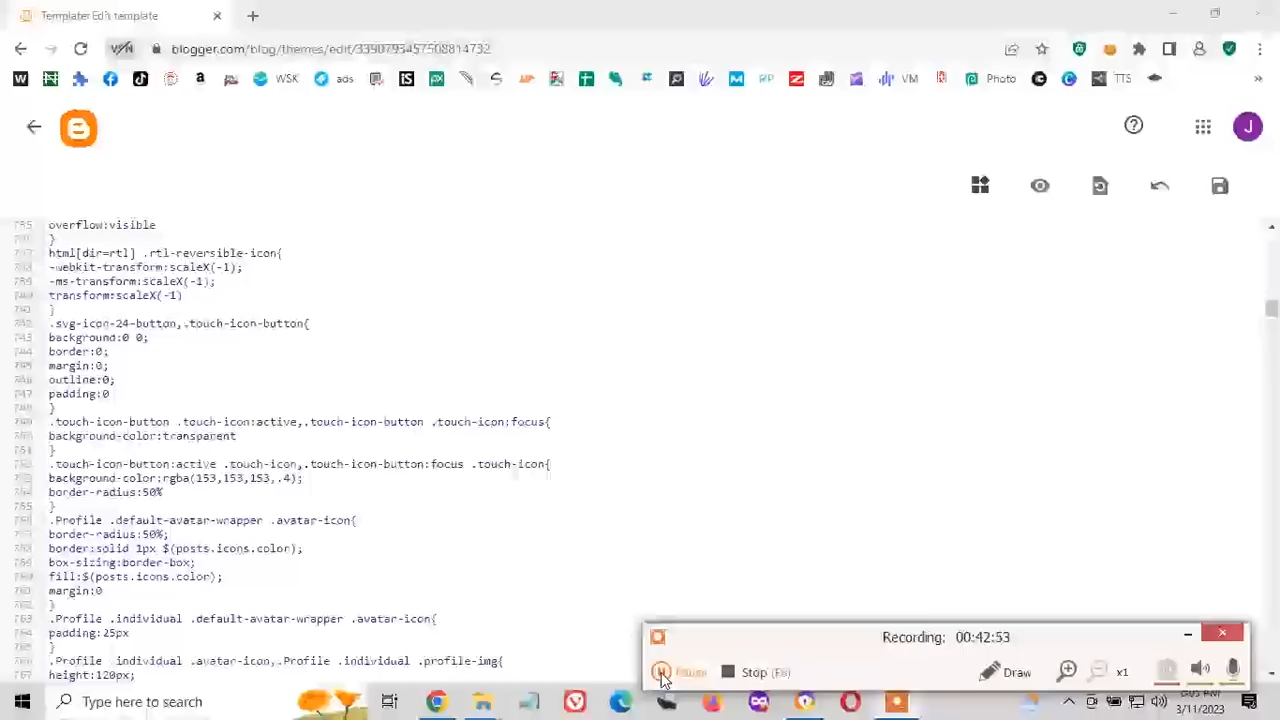 Templater Edit template
blogger.com/blog/themes/edit/3390793457508814732
WSK
ads
VM
Photo
TTS
J
overflow:visible
}
html[dir=rtl] .rtl-reversible-icon{
-webkit-transform:scaleX(-1);
-ms-transform:scaleX(-1);
transform:scaleX(-1)
}
.svg-icon-24-button,.touch-icon-button{
background:0 0;
border:0;
margin:0;
outline:0;
padding:0
}
.touch-icon-button .touch-icon:active,.touch-icon-button .touch-icon:focus{
background-color:transparent
}
.touch-icon-button:active .touch-icon,.touch-icon-button:focus .touch-icon{
background-color:rgba(153,153,153,.4);
border-radius:50%
}
.Profile .default-avatar-wrapper .avatar-icon{
border-radius:50%;
border:solid 1px $(posts.icons.color);
box-sizing:border-box;
fill:$(posts.icons.color);
margin:0
}
.Profile .individual .default-avatar-wrapper .avatar-icon{
padding:25px
}
.Profile .individual .avatar-icon,.Profile .individual .profile-img{
height:120px;
Recording: 00:42:53
Pause
Stop
Draw
x1
Type here to search
3/11/2023